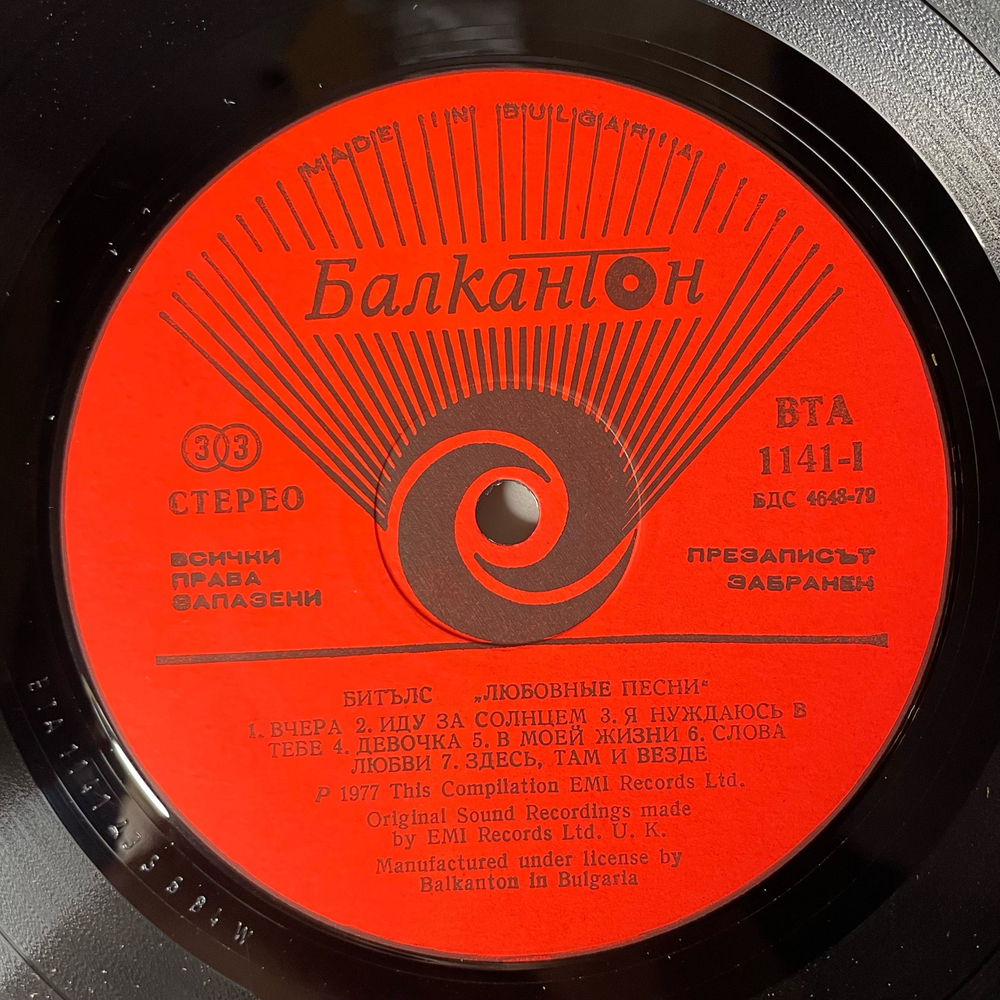 MADE IN BULGARIA
Балкантон
33
СТЕРЕО
ВСИЧКИ
ПРАВА
ЗАПАЗЕНИ
ВТА
1141-I
БДС 4648-79
ПРЕЗАПИСЪТ
ЗАБРАНЕН
БИТЪЛС „ЛЮБОВНЫЕ ПЕСНИ“
1. ВЧЕРА 2. ИДУ ЗА СОЛНЦЕМ 3. Я НУЖДАЮСЬ В
ТЕБЕ 4. ДЕВОЧКА 5. В МОЕЙ ЖИЗНИ 6. СЛОВА
ЛЮБВИ 7. ЗДЕСЬ, ТАМ И ВЕЗДЕ
P 1977 This Compilation EMI Records Ltd.
Original Sound Recordings made
by EMI Records Ltd. U. K.
Manufactured under license by
Balkanton in Bulgaria